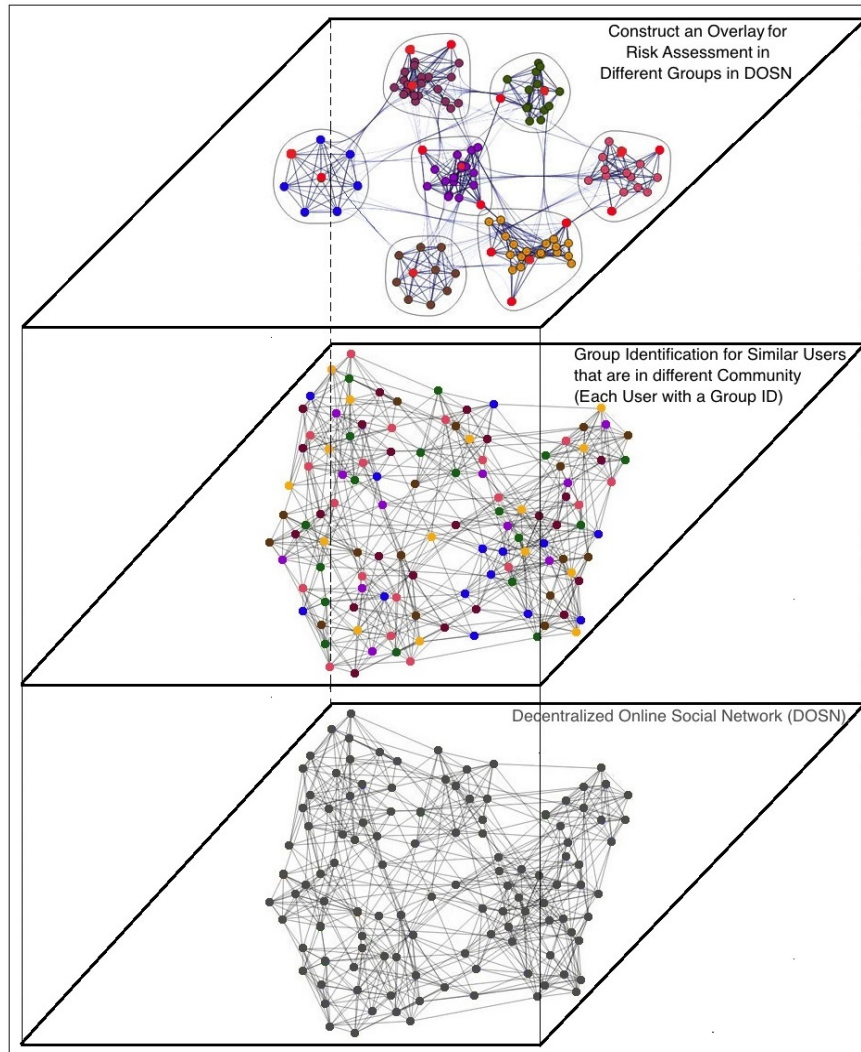 Construct an Overlay for
Risk Assessment in
Different Groups in DOSN
Group Identification for Similar Users
that are in different Community
(Each User with a Group ID)
Decentralized Online Social Network (DOSN)